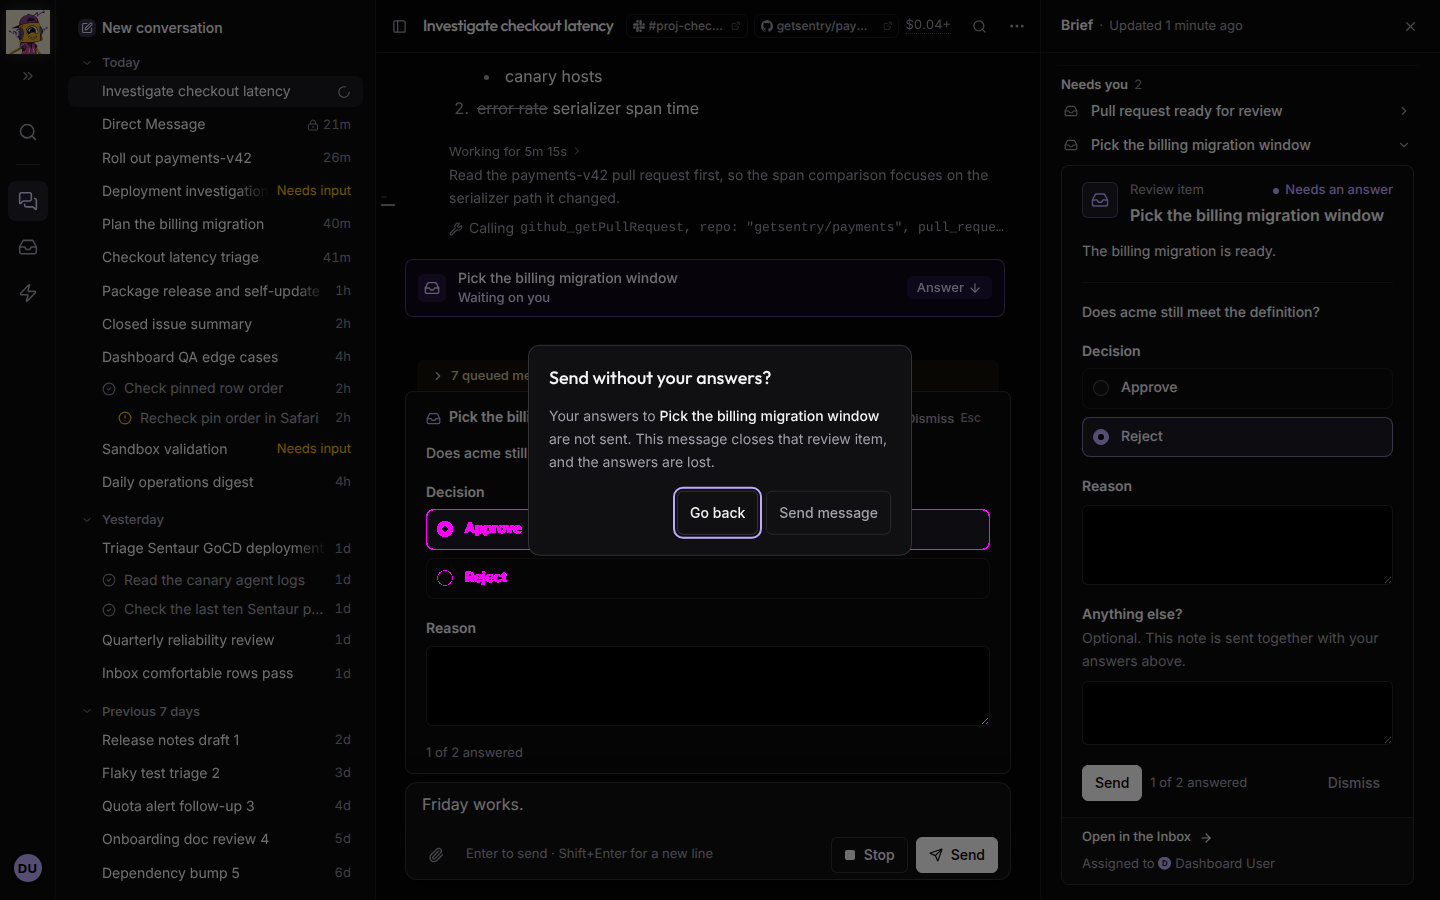 New conversation
Today
Investigate checkout latency
Direct Message 21m
Roll out payments-v42 26m
Deployment investigation Needs input
Plan the billing migration 40m
Checkout latency triage 41m
Package release and self-update 1h
Closed issue summary 2h
Dashboard QA edge cases 4h
Check pinned row order 2h
Recheck pin order in Safari 2h
Sandbox validation Needs input
Daily operations digest 4h
Yesterday
Triage Sentaur GoCD deployment 1d
Read the canary agent logs 1d
Check the last ten Sentaur p... 1d
Quarterly reliability review 1d
Inbox comfortable rows pass 1d
Previous 7 days
Release notes draft 1 2d
Flaky test triage 2 3d
Quota alert follow-up 3 4d
Onboarding doc review 4 5d
Dependency bump 5 6d
DU
Investigate checkout latency #proj-chec... getsentry/pay... $0.04+
canary hosts
2. error rate serializer span time
Working for 5m 15s
Read the payments-v42 pull request first, so the span comparison focuses on the
serializer path it changed.
Calling github_getPullRequest, repo: "getsentry/payments", pull_reque…
Pick the billing migration window
Waiting on you
Answer
7 queued me
Pick the billi
Dismiss Esc
Does acme still
Decision
Approve
Reject
Reason
1 of 2 answered
Friday works.
Enter to send · Shift+Enter for a new line
Stop
Send
Send without your answers?
Your answers to Pick the billing migration window
are not sent. This message closes that review item,
and the answers are lost.
Go back
Send message
Brief · Updated 1 minute ago
Needs you 2
Pull request ready for review
Pick the billing migration window
Review item
Needs an answer
Pick the billing migration window
The billing migration is ready.
Does acme still meet the definition?
Decision
Approve
Reject
Reason
Anything else?
Optional. This note is sent together with your
answers above.
Send
1 of 2 answered
Dismiss
Open in the Inbox
Assigned to D Dashboard User